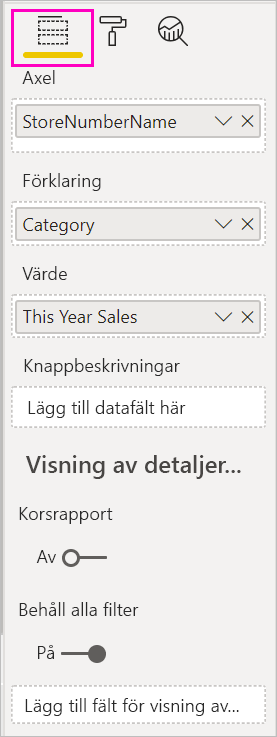 Axel
StoreNumberName
Förklaring
Category
Värde
This Year Sales
Knappbeskrivningar
Lägg till datafält här
Visning av detaljer...
Korsrapport
Av
Behåll alla filter
På
Lägg till fält för visning av...